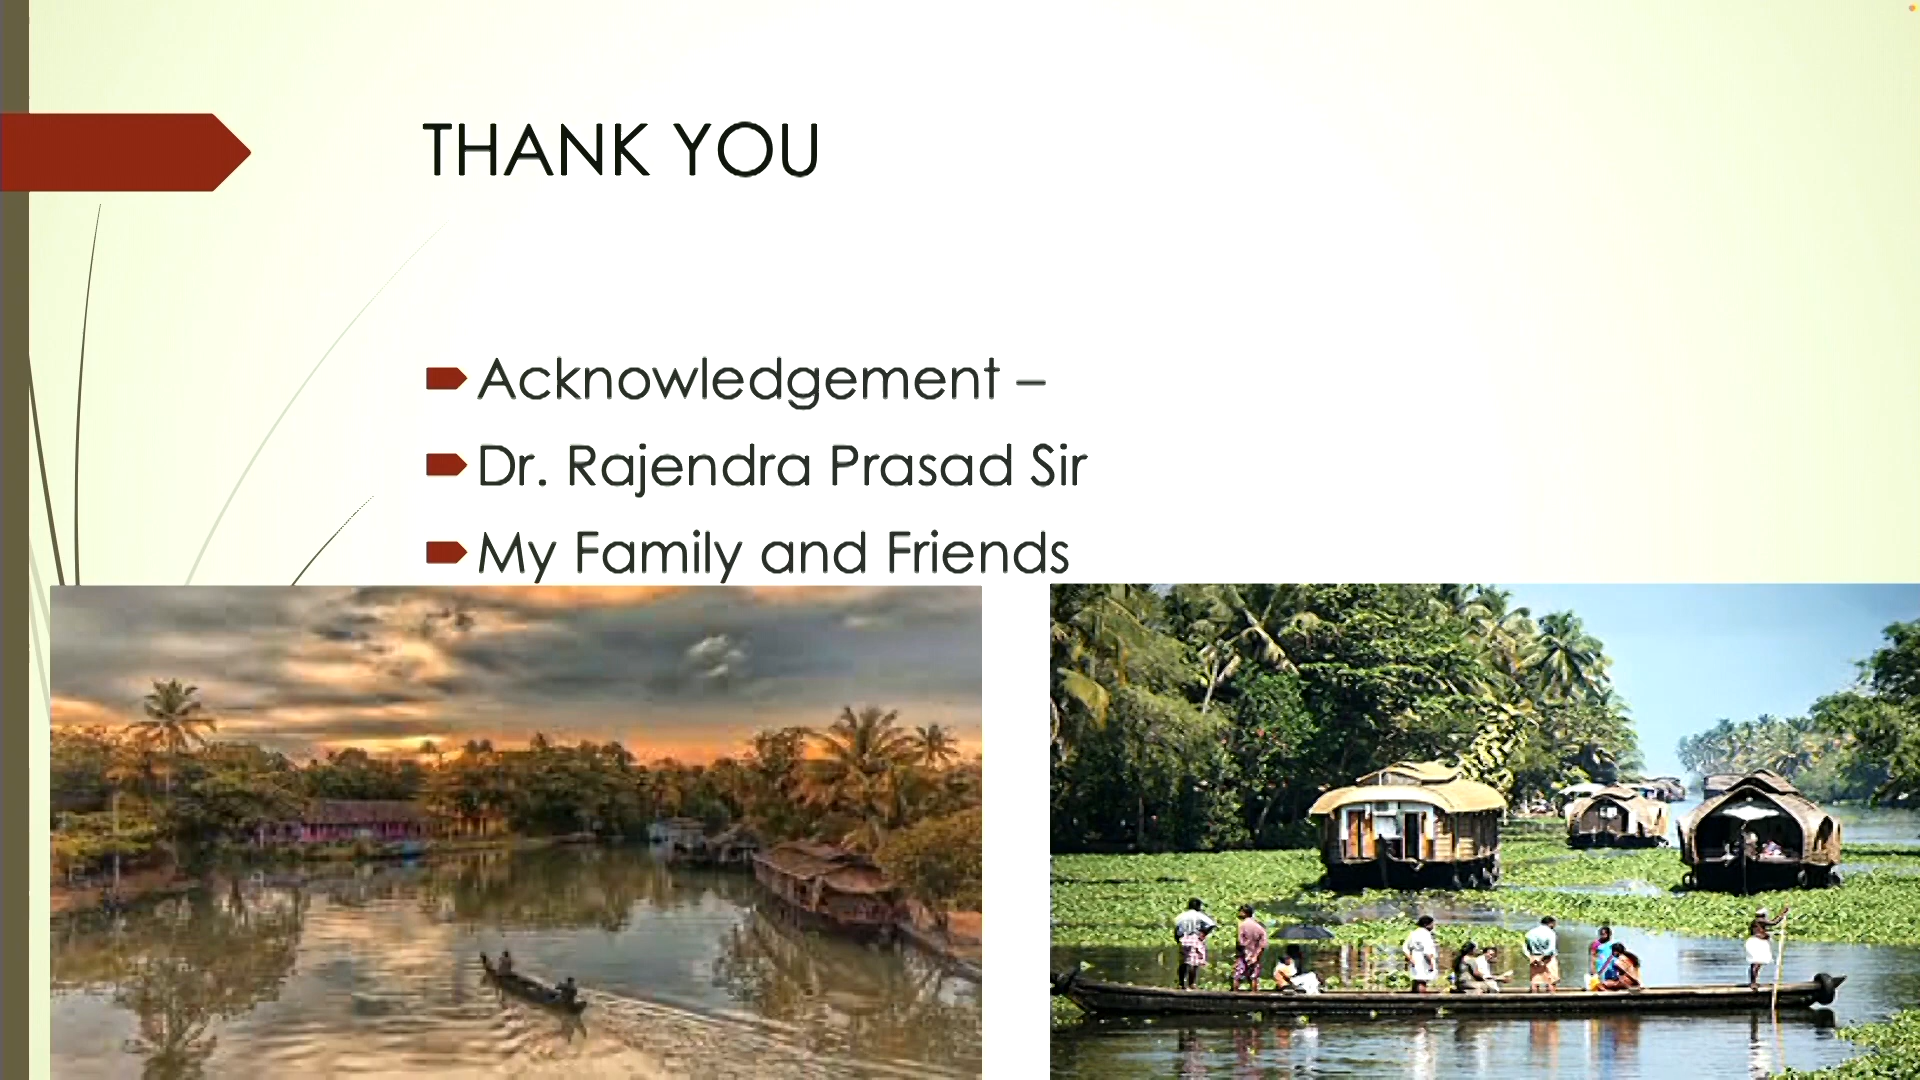 THANK YOU
Acknowledgement –
Dr. Rajendra Prasad Sir
My Family and Friends